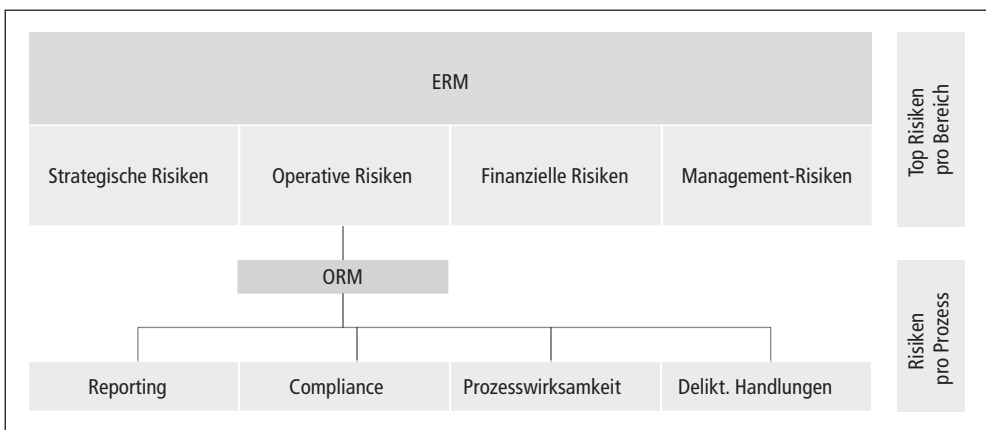 ERM
Strategische Risiken
Operative Risiken
Finanzielle Risiken
Management-Risiken
Top Risiken
pro Bereich
ORM
Reporting
Compliance
Prozesswirksamkeit
Delikt. Handlungen
Risiken
pro Prozess